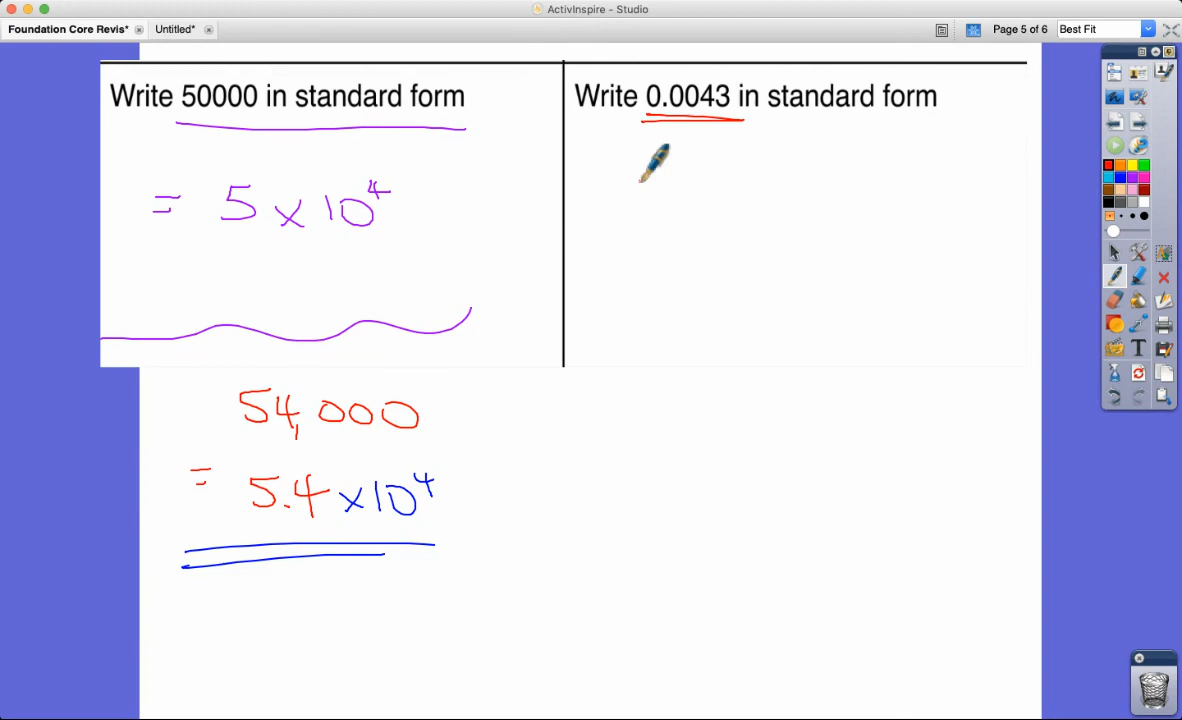 ActivInspire - Studio
Foundation Core Revis*
Untitled*
Page 5 of 6
Best Fit
Write 50000 in standard form
= 5 x 10⁴
Write 0.0043 in standard form
54,000
= 5.4 x 10⁴
T